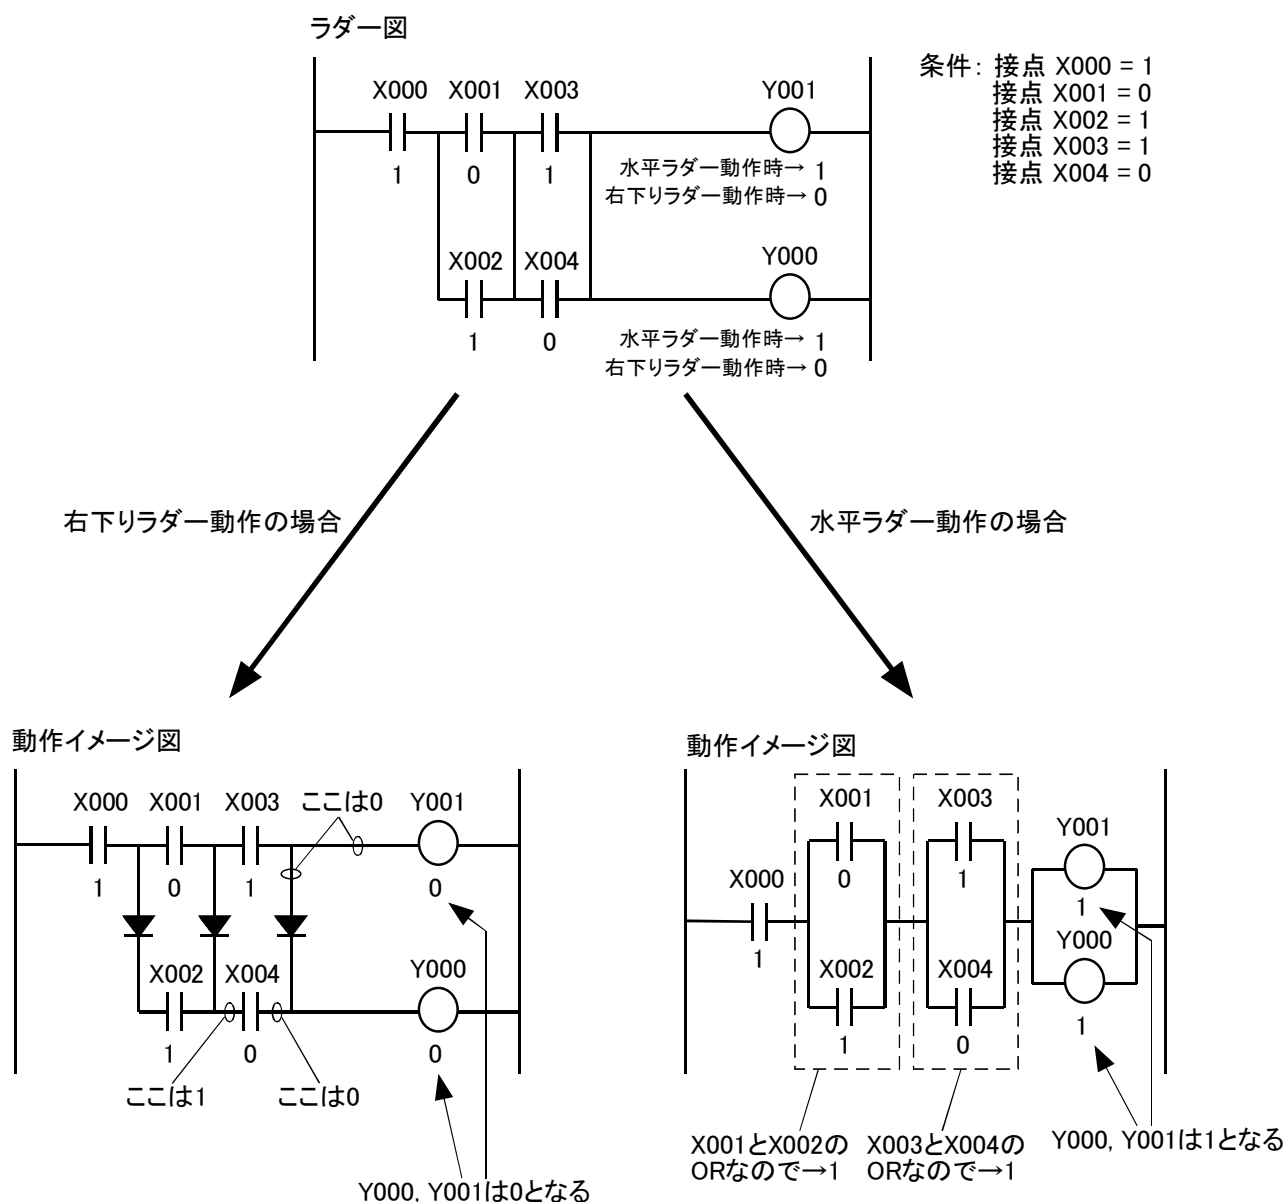 ラダー図
条件: 接点 X000 = 1
接点 X001 = 0
接点 X002 = 1
接点 X003 = 1
接点 X004 = 0
X000 X001 X003 Y001
1 0 1
水平ラダー動作時→ 1
右下りラダー動作時→ 0
X002 X004 Y000
1 0
水平ラダー動作時→ 1
右下りラダー動作時→ 0
右下りラダー動作の場合
水平ラダー動作の場合
動作イメージ図
X000 X001 X003 ここは0 Y001
1 0 1 0
X002 X004 Y000
1 0 0
ここは1 ここは0
Y000, Y001は0となる
動作イメージ図
X001 X003
Y001
0 1
X000
1
1
Y000
X002 X004
1
1 0
X001とX002の
ORなので→1
X003とX004の
ORなので→1
Y000, Y001は1となる